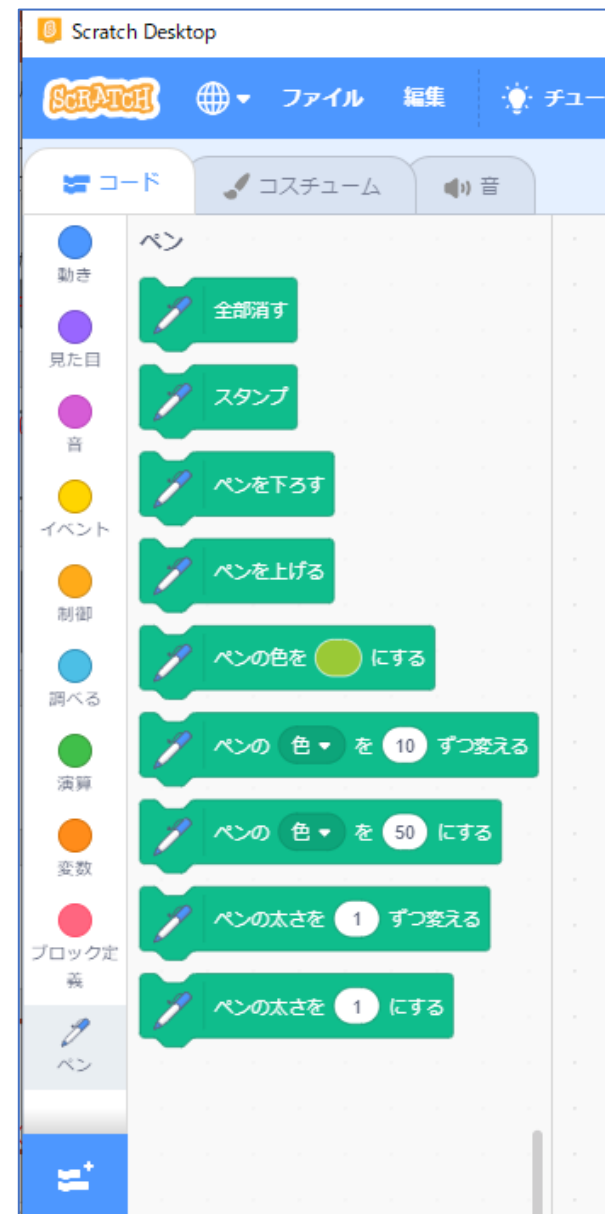 Scratch Desktop
SCRATCH ファイル 編集 チュー
コード コスチューム 音
動き
見た目
音
イベント
制御
調べる
演算
変数
ブロック定
義
ペン
ペン
全部消す
スタンプ
ペンを下ろす
ペンを上げる
ペンの色を にする
ペンの 色 を 10 ずつ変える
ペンの 色 を 50 にする
ペンの太さを 1 ずつ変える
ペンの太さを 1 にする